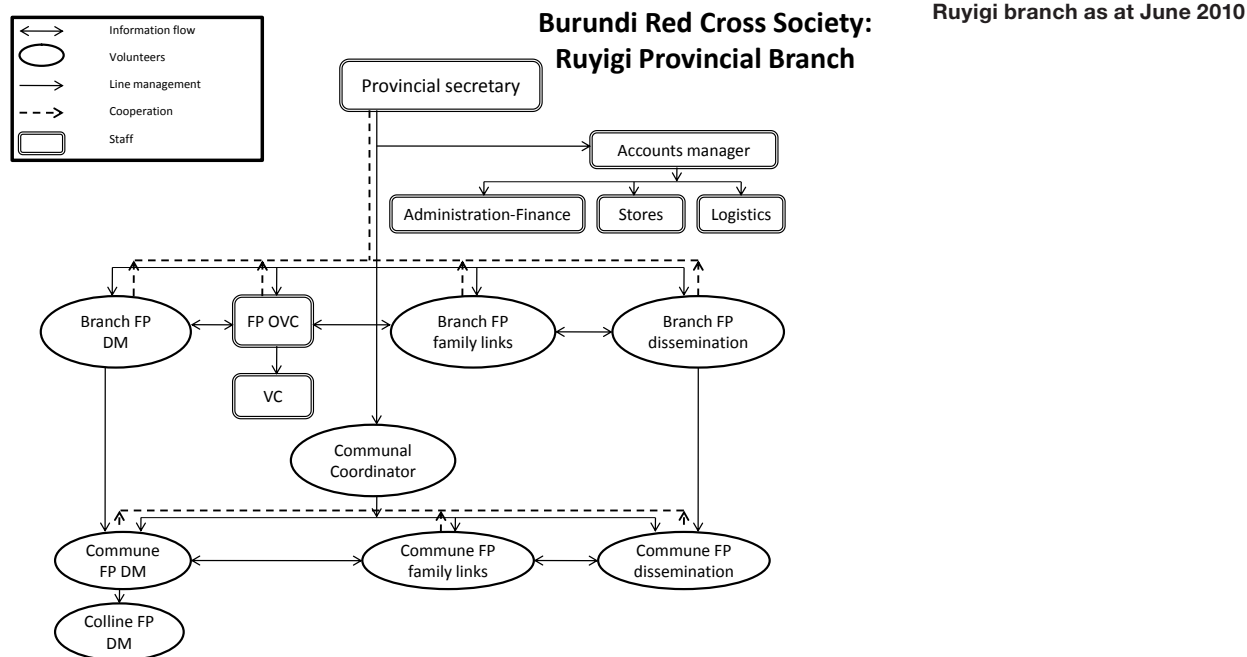 Information flow
Volunteers
Line management
Cooperation
Staff
Burundi Red Cross Society:
Ruyigi Provincial Branch
Ruyigi branch as at June 2010
Provincial secretary
Accounts manager
Administration-Finance
Stores
Logistics
Branch FP
DM
FP OVC
Branch FP
family links
Branch FP
dissemination
VC
Communal
Coordinator
Commune
FP DM
Commune FP
family links
Commune FP
dissemination
Colline FP
DM